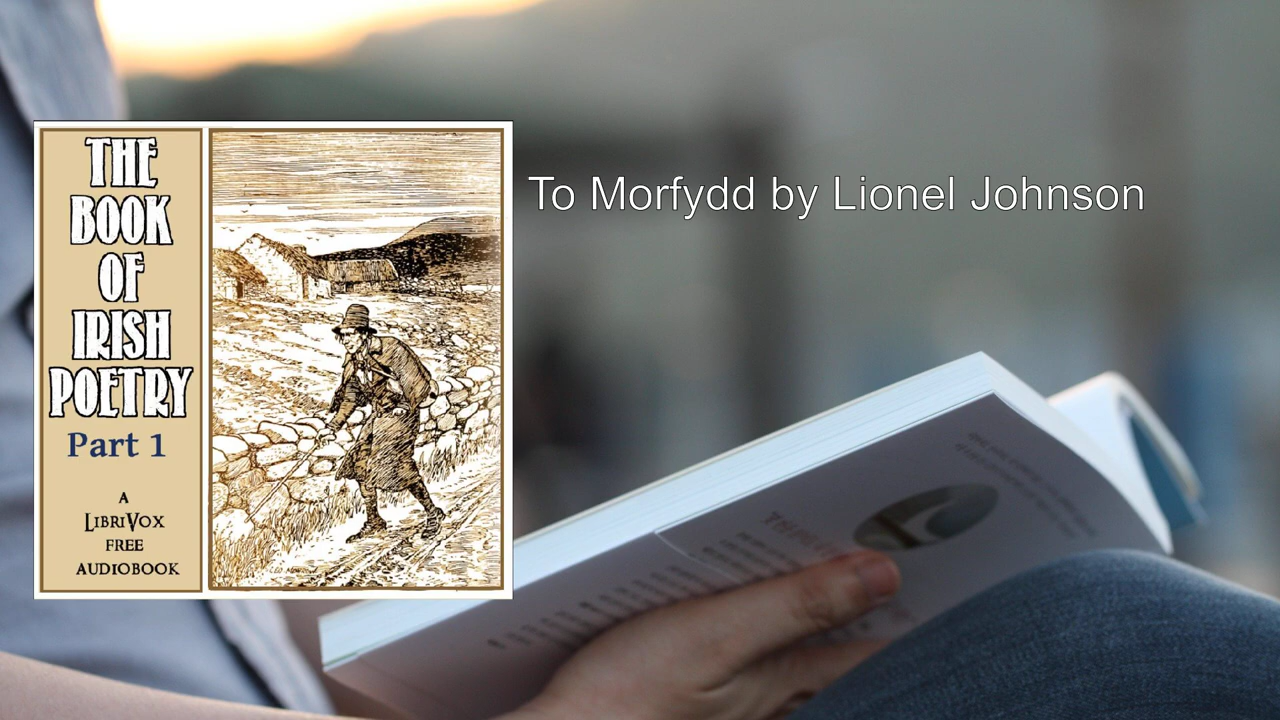 THE
BOOK
OF
IRISH
POETRY
Part 1
A
LIBRIVOX
FREE
AUDIOBOOK
To Morfydd by Lionel Johnson